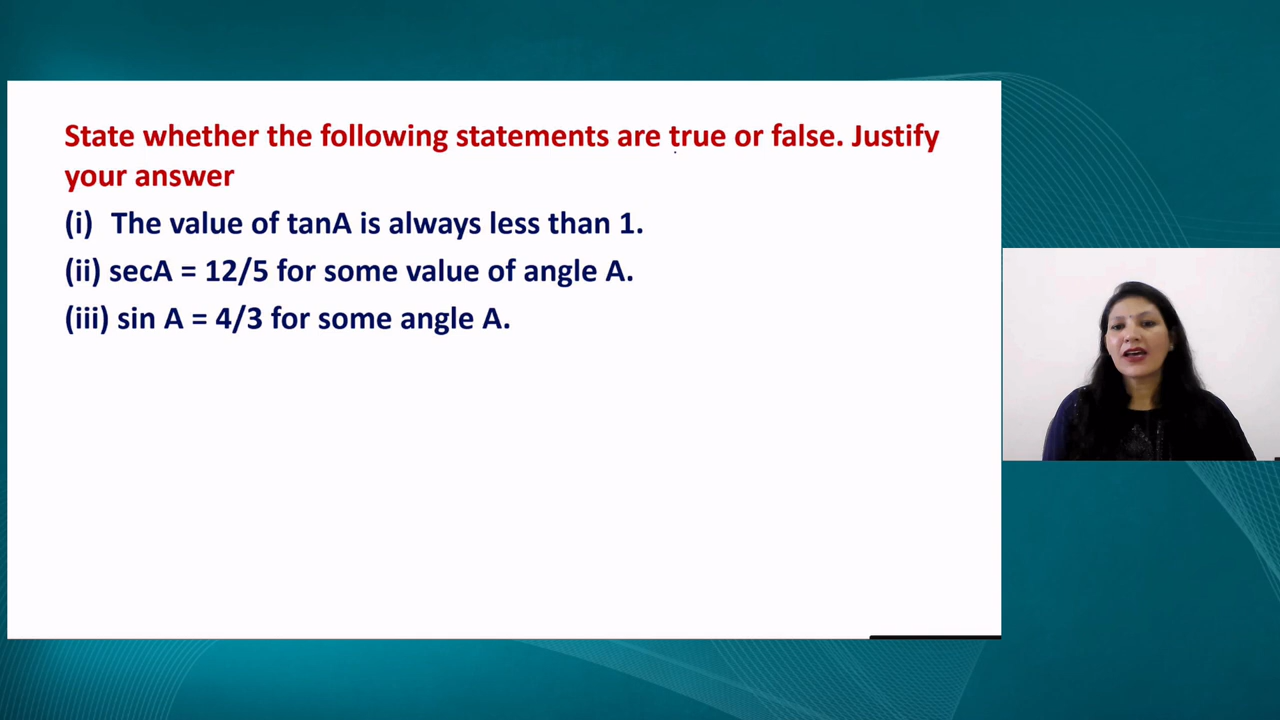 State whether the following statements are true or false. Justify
your answer
(i) The value of tanA is always less than 1.
(ii) secA = 12/5 for some value of angle A.
(iii) sin A = 4/3 for some angle A.